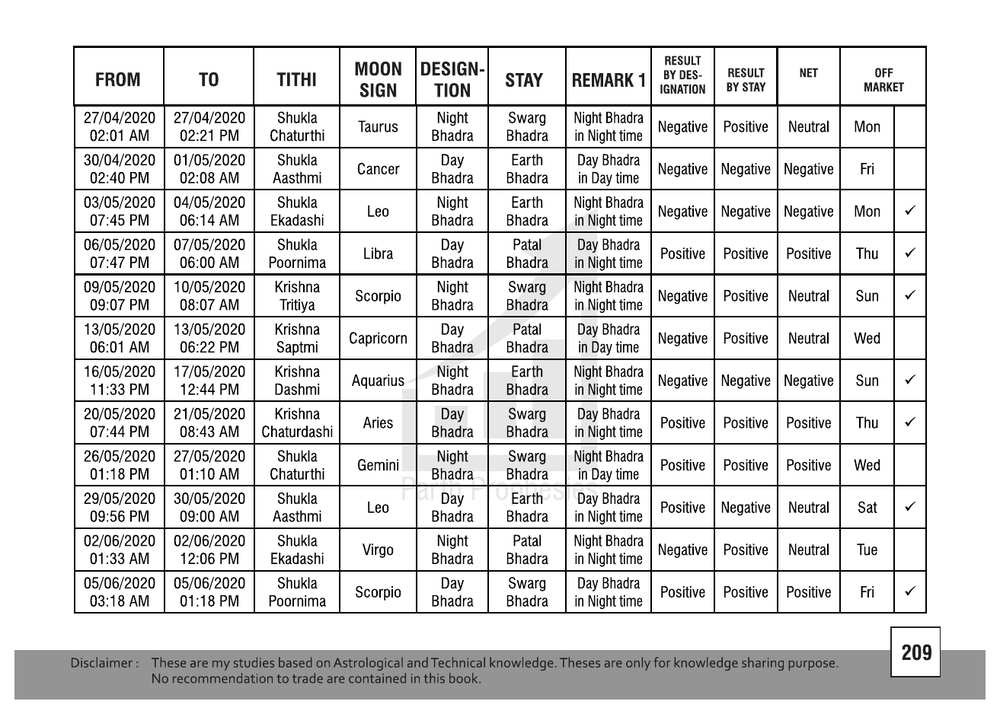 FROM TO TITHI MOON SIGN DESIGN-TION STAY REMARK 1 RESULT BY DES-IGNATION RESULT BY STAY NET OFF MARKET
27/04/2020 02:01 AM 27/04/2020 02:21 PM Shukla Chaturthi Taurus Night Bhadra Swarg Bhadra Night Bhadra in Night time Negative Positive Neutral Mon
30/04/2020 02:40 PM 01/05/2020 02:08 AM Shukla Aasthmi Cancer Day Bhadra Earth Bhadra Day Bhadra in Day time Negative Negative Negative Fri
03/05/2020 07:45 PM 04/05/2020 06:14 AM Shukla Ekadashi Leo Night Bhadra Earth Bhadra Night Bhadra in Night time Negative Negative Negative Mon ✓
06/05/2020 07:47 PM 07/05/2020 06:00 AM Shukla Poornima Libra Day Bhadra Patal Bhadra Day Bhadra in Night time Positive Positive Positive Thu ✓
09/05/2020 09:07 PM 10/05/2020 08:07 AM Krishna Tritiya Scorpio Night Bhadra Swarg Bhadra Night Bhadra in Night time Negative Positive Neutral Sun ✓
13/05/2020 06:01 AM 13/05/2020 06:22 PM Krishna Saptmi Capricorn Day Bhadra Patal Bhadra Day Bhadra in Day time Negative Positive Neutral Wed
16/05/2020 11:33 PM 17/05/2020 12:44 PM Krishna Dashmi Aquarius Night Bhadra Earth Bhadra Night Bhadra in Night time Negative Negative Negative Sun ✓
20/05/2020 07:44 PM 21/05/2020 08:43 AM Krishna Chaturdashi Aries Day Bhadra Swarg Bhadra Day Bhadra in Night time Positive Positive Positive Thu ✓
26/05/2020 01:18 PM 27/05/2020 01:10 AM Shukla Chaturthi Gemini Night Bhadra Swarg Bhadra Night Bhadra in Day time Positive Positive Positive Wed
29/05/2020 09:56 PM 30/05/2020 09:00 AM Shukla Aasthmi Leo Day Bhadra Earth Bhadra Day Bhadra in Night time Positive Negative Neutral Sat ✓
02/06/2020 01:33 AM 02/06/2020 12:06 PM Shukla Ekadashi Virgo Night Bhadra Patal Bhadra Night Bhadra in Night time Negative Positive Neutral Tue
05/06/2020 03:18 AM 05/06/2020 01:18 PM Shukla Poornima Scorpio Day Bhadra Swarg Bhadra Day Bhadra in Night time Positive Positive Positive Fri ✓
209
Disclaimer : These are my studies based on Astrological and Technical knowledge. Theses are only for knowledge sharing purpose.
No recommendation to trade are contained in this book.